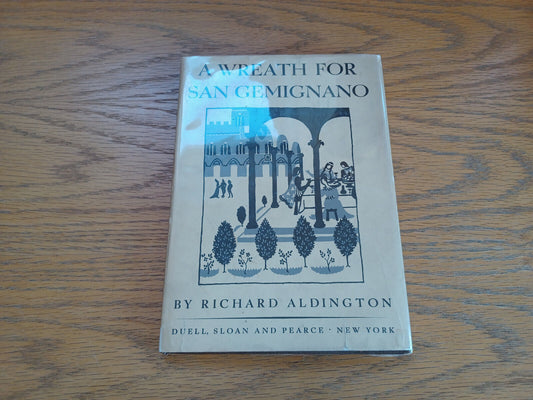 A WREATH FOR
SAN GEMIGNANO
BY RICHARD ALDINGTON
DUELL, SLOAN AND PEARCE · NEW YORK